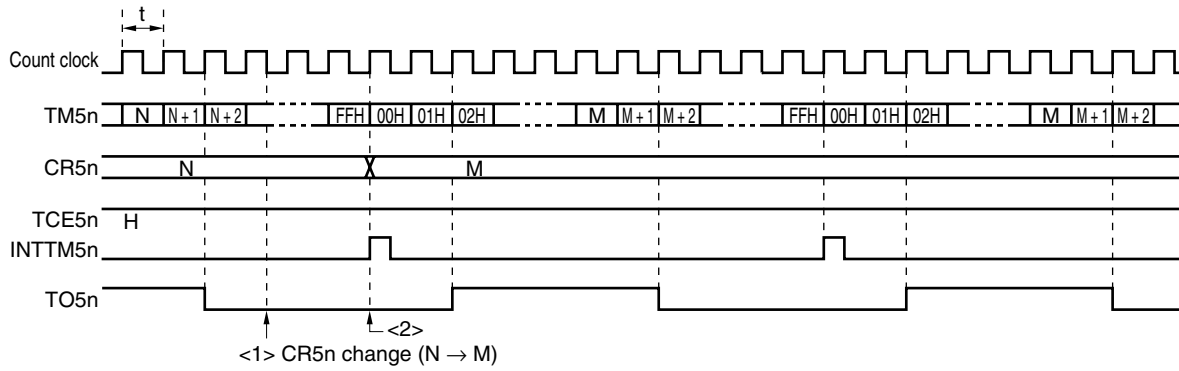 t
Count clock
TM5n N N + 1 N + 2 FFH 00H 01H 02H M M + 1 M + 2 FFH 00H 01H 02H M M + 1 M + 2
CR5n N M
TCE5n H
INTTM5n
TO5n
<2>
<1> CR5n change (N → M)